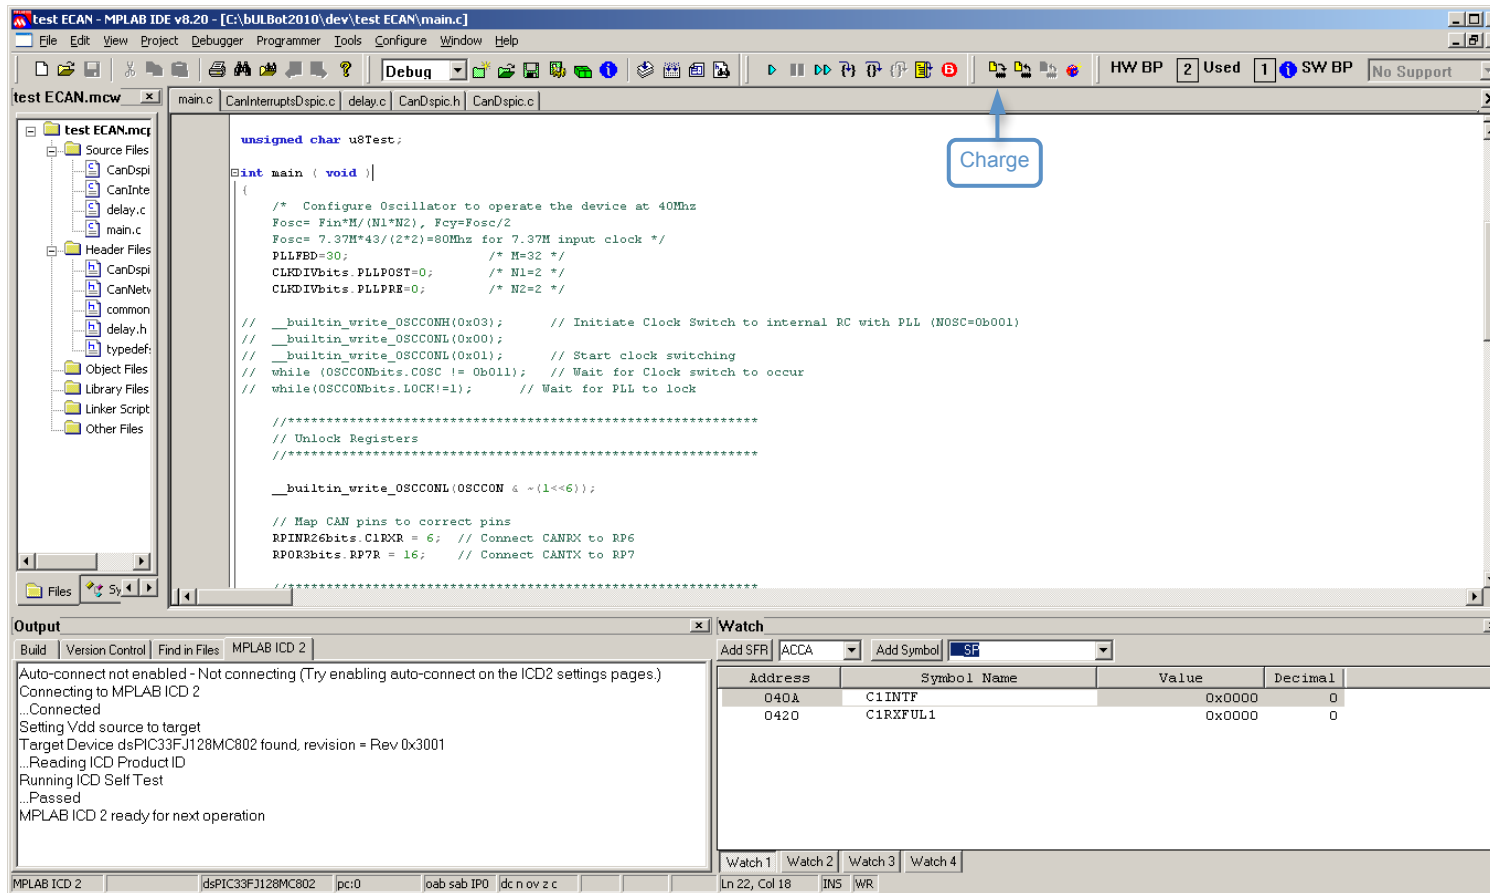 test ECAN - MPLAB IDE v8.20 - [C:\bULBot2010\dev\test ECAN\main.c]
File Edit View Project Debugger Programmer Tools Configure Window Help
Debug HW BP 2 Used 1 SW BP No Support
test ECAN.mcw
main.c CanInterruptsDspic.c delay.c CanDspic.h CanDspic.c
Charge
test ECAN.mcp
Source Files
CanDspi
CanInte
delay.c
main.c
Header Files
CanDspi
CanNetw
common
delay.h
typedef:
Object Files
Library Files
Linker Script
Other Files
Files Sy
unsigned char u8Test;
int main ( void )
{
/* Configure Oscillator to operate the device at 40Mhz
Fosc= Fin*M/(N1*N2), Fcy=Fosc/2
Fosc= 7.37M*43/(2*2)=80Mhz for 7.37M input clock */
PLLFBD=30; /* M=32 */
CLKDIVbits.PLLPOST=0; /* N1=2 */
CLKDIVbits.PLLPRE=0; /* N2=2 */
// __builtin_write_OSCCONH(0x03); // Initiate Clock Switch to internal RC with PLL (NOSC=0b001)
// __builtin_write_OSCCONL(0x00);
// __builtin_write_OSCCONL(0x01); // Start clock switching
// while (OSCCONbits.COSC != 0b011); // Wait for Clock switch to occur
// while(OSCCONbits.LOCK!=1); // Wait for PLL to lock
//*************************************************************
// Unlock Registers
//*************************************************************
__builtin_write_OSCCONL(OSCCON & ~(1<<6));
// Map CAN pins to correct pins
RPINR26bits.C1RXR = 6; // Connect CANRX to RP6
RPOR3bits.RP7R = 16; // Connect CANTX to RP7
//*************************************************************
Output
Build Version Control Find in Files MPLAB ICD 2
Auto-connect not enabled - Not connecting (Try enabling auto-connect on the ICD2 settings pages.)
Connecting to MPLAB ICD 2
...Connected
Setting Vdd source to target
Target Device dsPIC33FJ128MC802 found, revision = Rev 0x3001
...Reading ICD Product ID
Running ICD Self Test
...Passed
MPLAB ICD 2 ready for next operation
Watch
Add SFR ACCA Add Symbol __SP
Address Symbol Name Value Decimal
040A C1INTF 0x0000 0
0420 C1RXFUL1 0x0000 0
Watch 1 Watch 2 Watch 3 Watch 4
MPLAB ICD 2 dsPIC33FJ128MC802 pc:0 oab sab IP0 dc n ov z c Ln 22, Col 18 INS WR